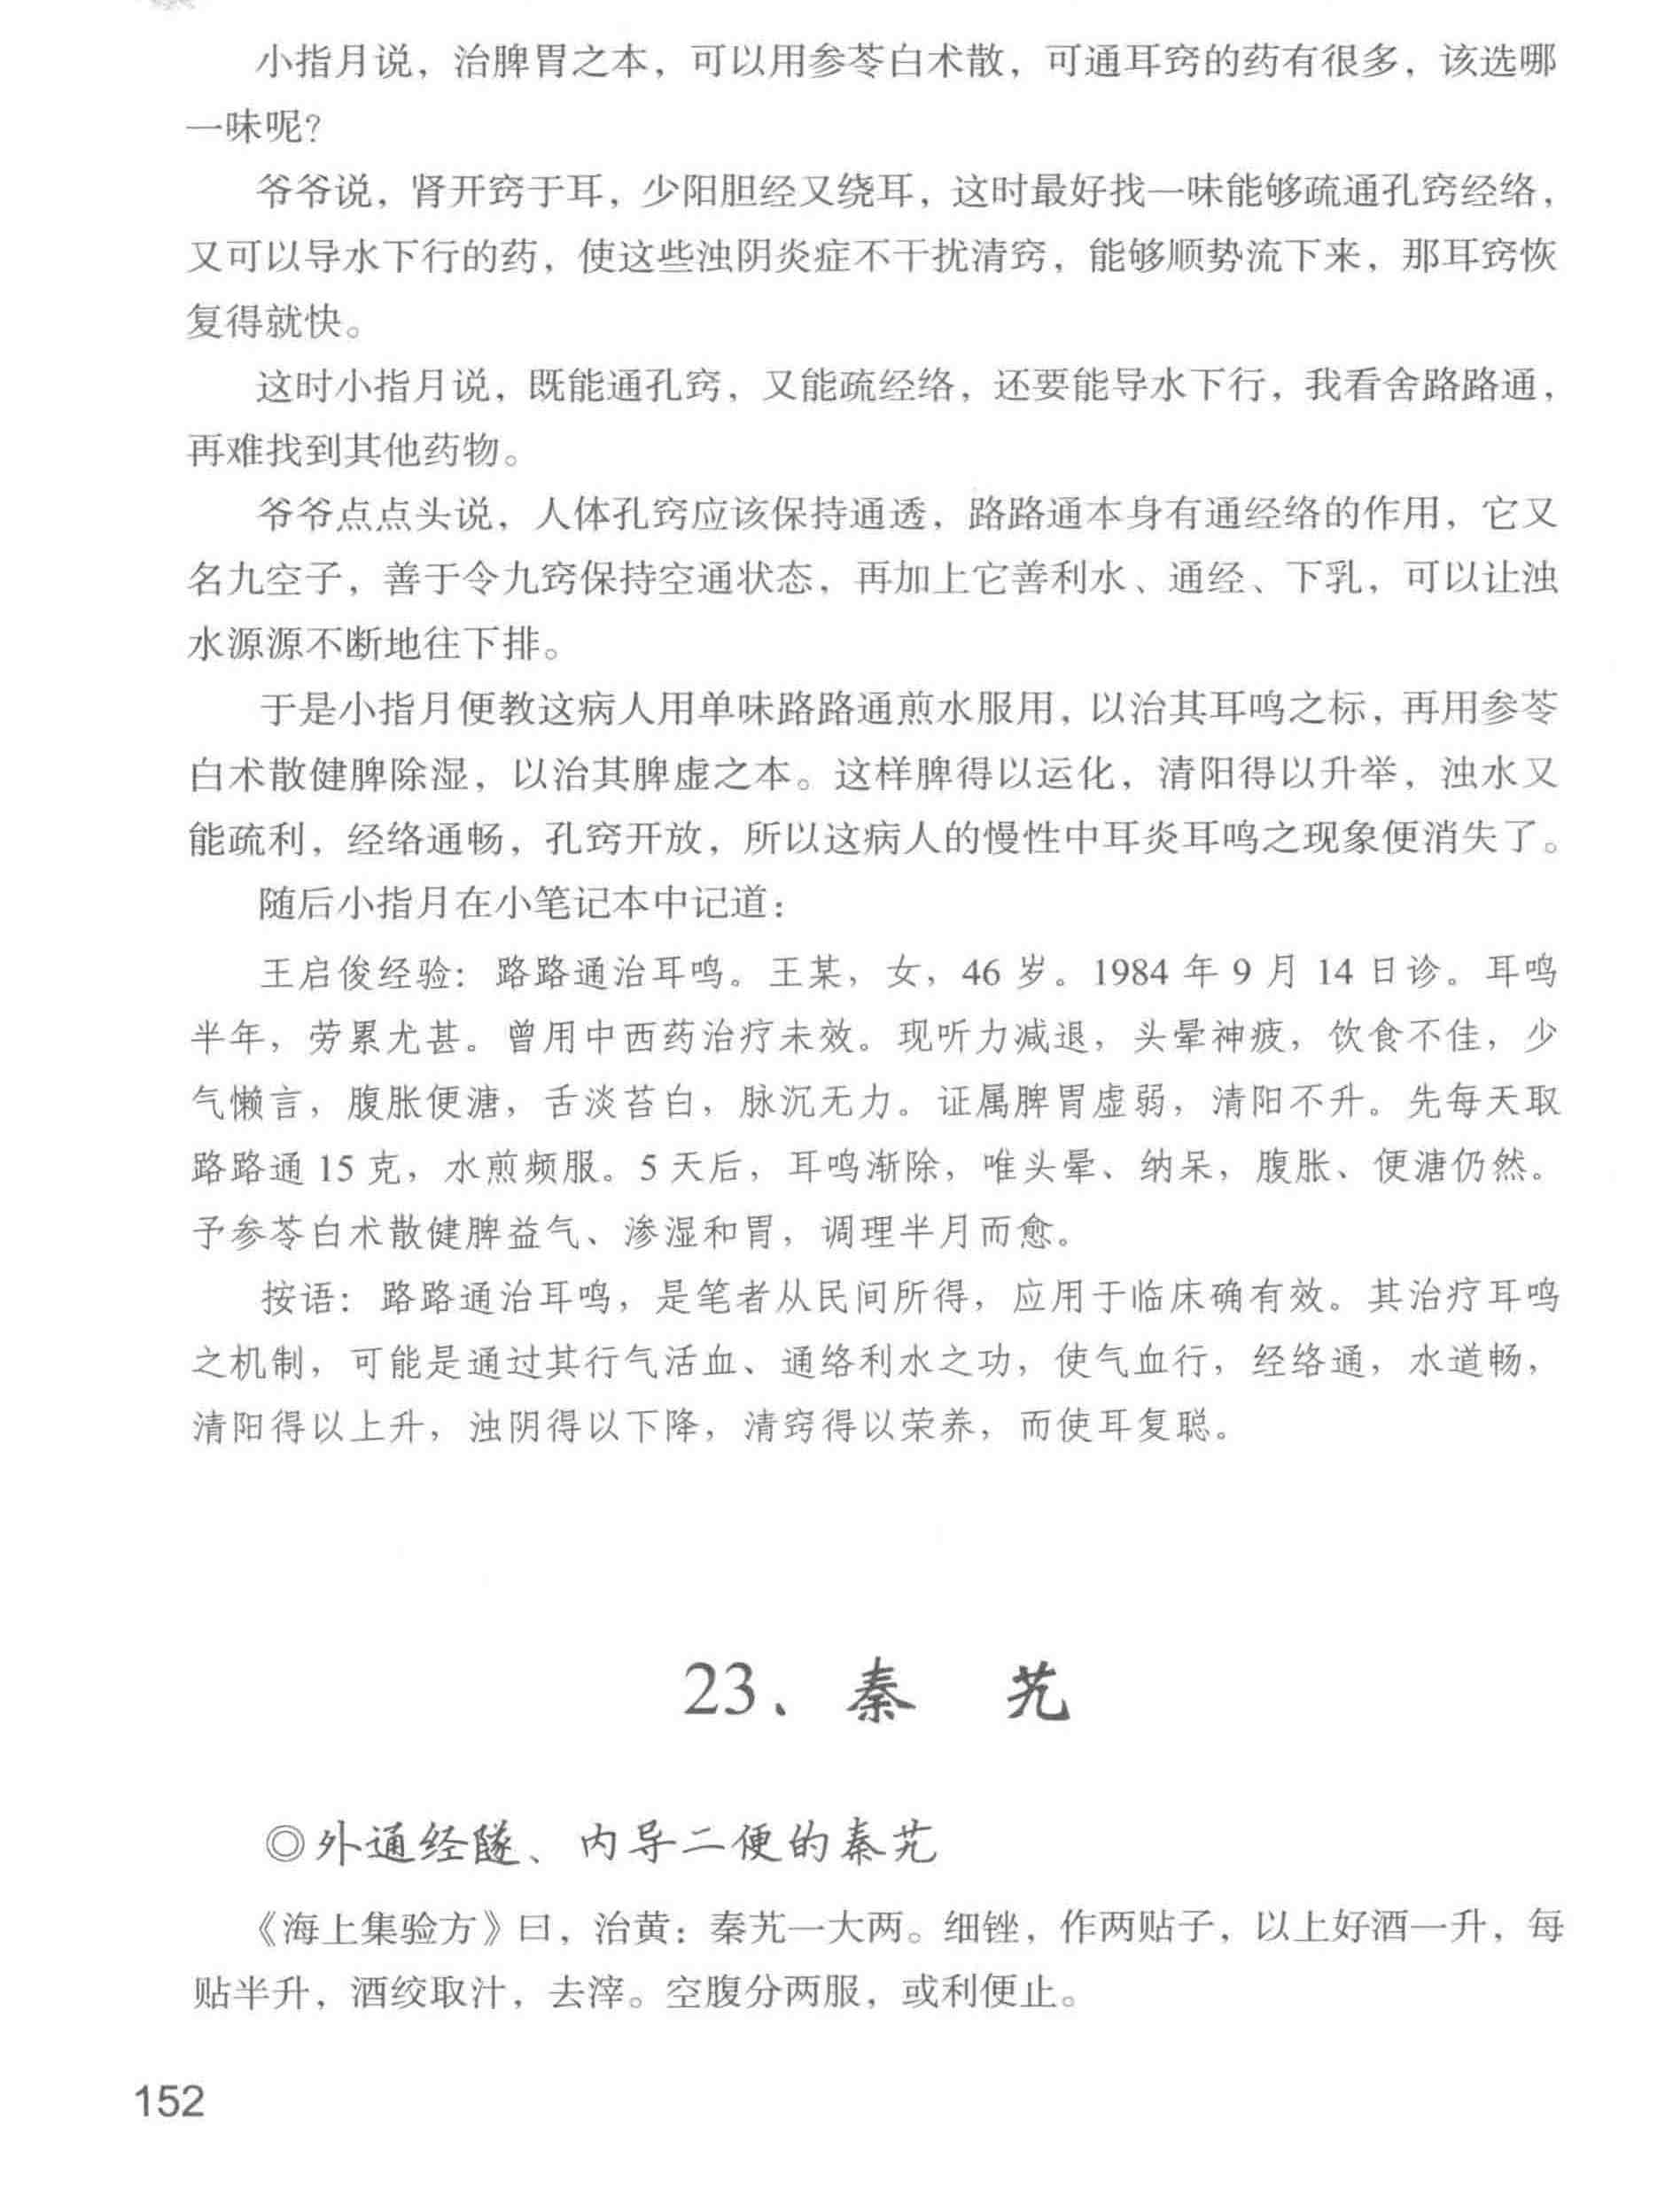 小指月说，治脾胃之本，可以用参苓白术散，可通耳窍的药有很多，该选哪
一味呢？
爷爷说，肾开窍于耳，少阳胆经又绕耳，这时最好找一味能够疏通孔窍经络，
又可以导水下行的药，使这些浊阴炎症不干扰清窍，能够顺势流下来，那耳窍恢
复得就快。
这时小指月说，既能通孔窍，又能疏经络，还要能导水下行，我看舍路路通，
再难找到其他药物。
爷爷点点头说，人体孔窍应该保持通透，路路通本身有通经络的作用，它又
名九空子，善于令九窍保持空通状态，再加上它善利水、通经、下乳，可以让浊
水源源不断地往下排。
于是小指月便教这病人用单味路路通煎水服用，以治其耳鸣之标，再用参苓
白术散健脾除湿，以治其脾虚之本。这样脾得以运化，清阳得以升举，浊水又
能疏利，经络通畅，孔窍开放，所以这病人的慢性中耳炎耳鸣之现象便消失了。
随后小指月在小笔记本中记道：
王启俊经验：路路通治耳鸣。王某，女，46 岁。1984 年 9 月 14 日诊。耳鸣
半年，劳累尤甚。曾用中西药治疗未效。现听力减退，头晕神疲，饮食不佳，少
气懒言，腹胀便溏，舌淡苔白，脉沉无力。证属脾胃虚弱，清阳不升。先每天取
路路通 15 克，水煎频服。5 天后，耳鸣渐除，唯头晕、纳呆，腹胀、便溏仍然。
予参苓白术散健脾益气、渗湿和胃，调理半月而愈。
按语：路路通治耳鸣，是笔者从民间所得，应用于临床确有效。其治疗耳鸣
之机制，可能是通过其行气活血、通络利水之功，使气血行，经络通，水道畅，
清阳得以上升，浊阴得以下降，清窍得以荣养，而使耳复聪。
23、秦 艽
◎外通经隧、内导二便的秦艽
《海上集验方》曰，治黄：秦艽一大两。细锉，作两贴子，以上好酒一升，每
贴半升，酒绞取汁，去滓。空腹分两服，或利便止。
152